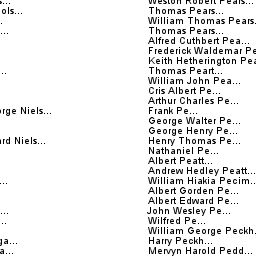 s...
Weston Robert Pears...
ols...
Thomas Pears...
.
William Thomas Pears.
...
Thomas Pears...
Alfred Cuthbert Pea...
Frederick Waldemar Pe
Keith Hetherington Pea
...
Thomas Peart...
William John Pea...
Cris Albert Pe...
Arthur Charles Pe...
orge Niels...
Frank Pe...
George Walter Pe...
George Henry Pe...
rd Niels...
Henry Thomas Pe...
Nathaniel Pe...
Albert Peatt...
Andrew Hedley Peatt...
...
William Hiakia Pecim...
Albert Gorden Pe...
Albert Edward Pe...
...
John Wesley Pe...
...
Wilfred Pe...
William George Peckh.
ga...
Harry Peckh...
a...
Mervyn Harold Pedd...